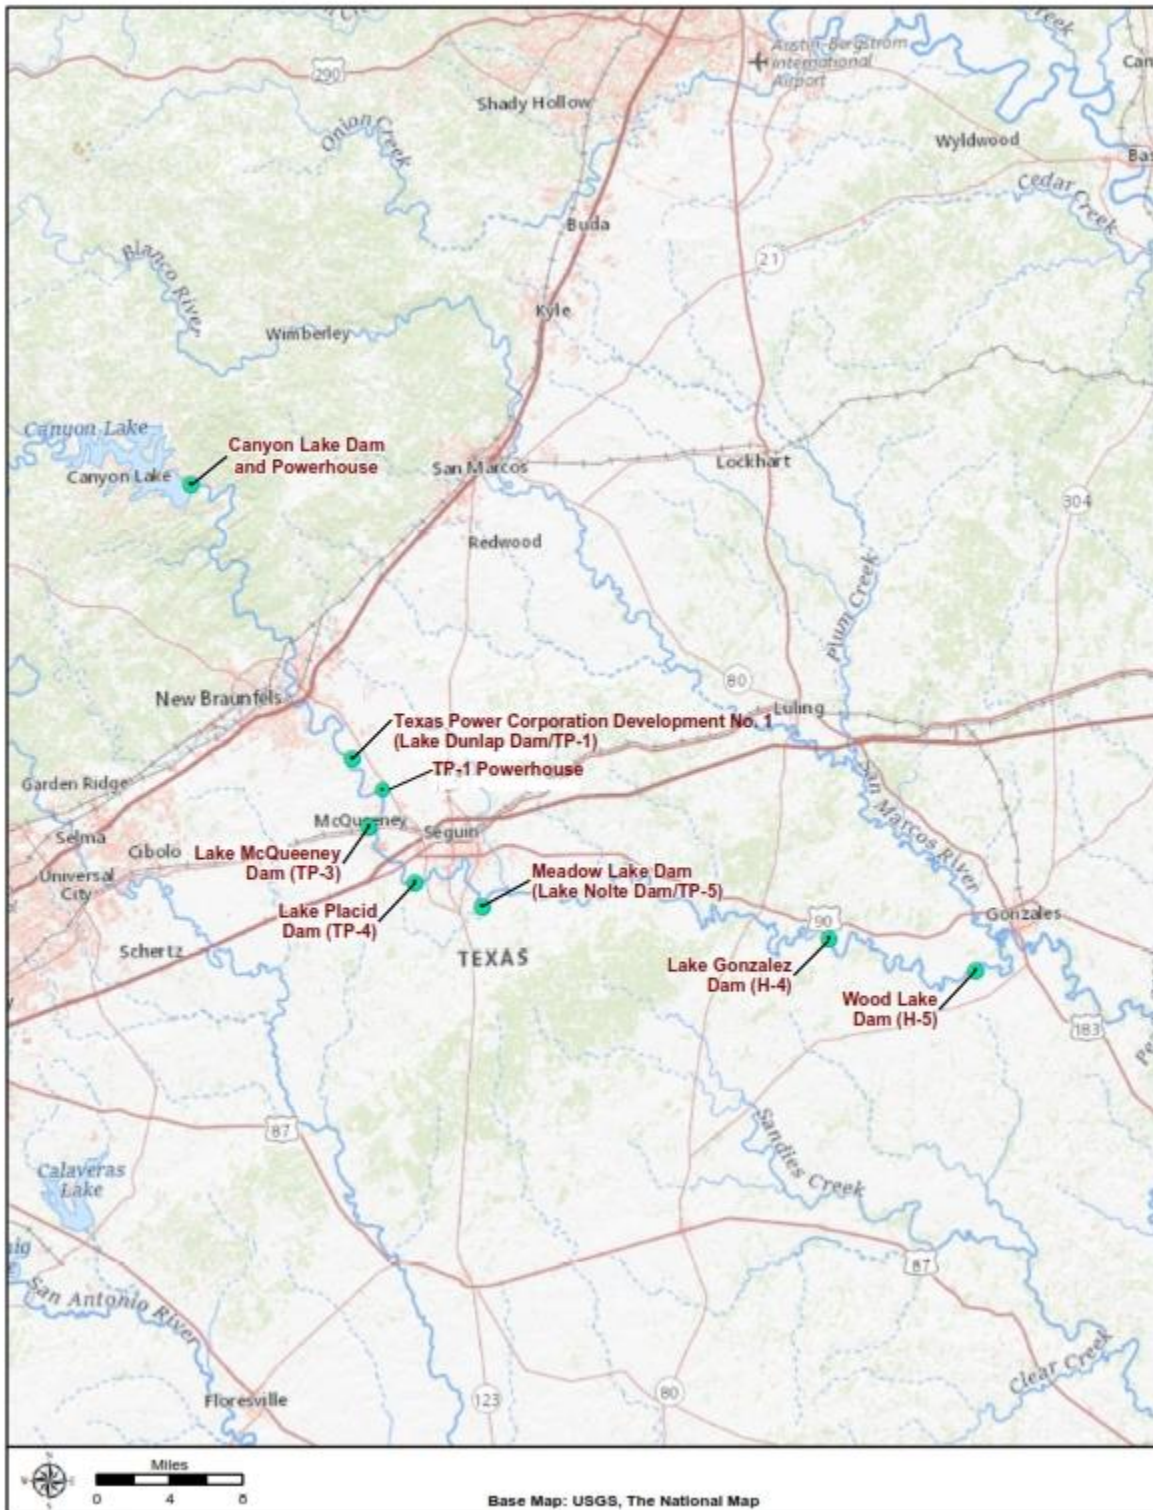 Austin-Bergstrom
International
Airport
290
Shady Hollow
Onion
Creek
Creek
Wyldwood
Cedar Creek
Buda
21
Blanco
River
Kyle
Wimberley
Canyon Lake
Canyon Lake Dam
and Powerhouse
Canyon Lake
San Marcos
Lockhart
304
Redwood
Plum Creek
80
New Braunfels
Luling
Texas Power Corporation Development No. 1
(Lake Dunlap Dam/TP-1)
TP-1 Powerhouse
Garden Ridge
McQueeney
Seguin
San Marcos River
Selma
Cibolo
Lake McQueeney
Dam (TP-3)
Universal
City
Meadow Lake Dam
(Lake Nolte Dam/TP-5)
Lake Placid
Dam (TP-4)
90
Gonzales
Schertz
TEXAS
Lake Gonzalez
Dam (H-4)
Wood Lake
Dam (H-5)
183
87
Sandies Creek
Calaveras
Lake
87
San Antonio River
Clear Creek
Floresville
123
80
Miles
0 4 8
Base Map: USGS, The National Map